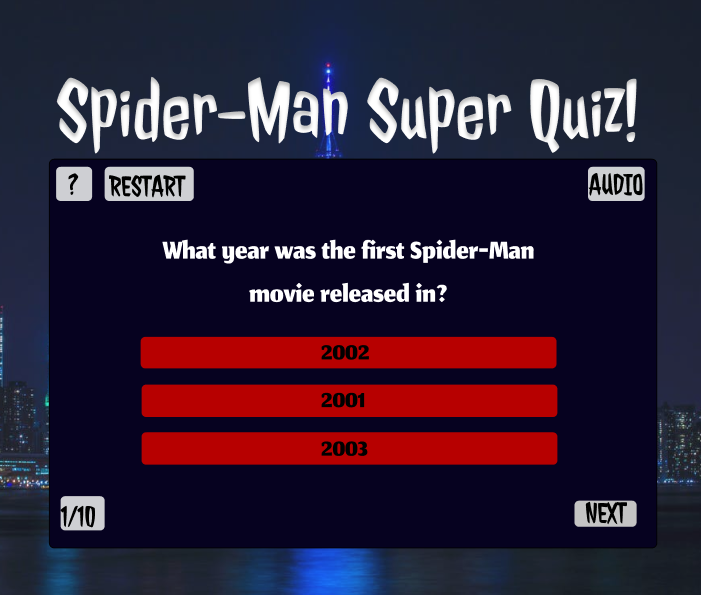 Spider-Man Super Quiz!
?
RESTART
AUDIO
What year was the first Spider-Man
movie released in?
2002
2001
2003
1/10
NEXT